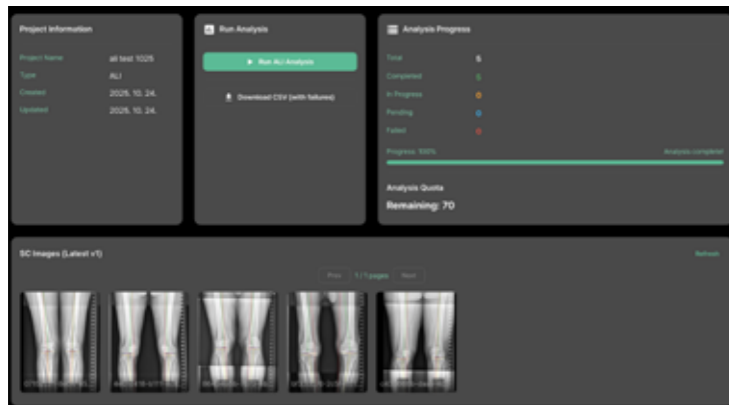 Project Information
Project Name ali test 1025
Type ALI
Created 2025. 10. 24.
Updated 2025. 10. 24.
Run Analysis
Run ALI Analysis
Download CSV (with failures)
Analysis Progress
Total 5
Completed 5
In Progress 0
Pending 0
Failed 0
Progress: 100% Analysis complete!
Analysis Quota
Remaining: 70
SC Images (Latest v1)
Refresh
Prev 1 / 1 pages Next